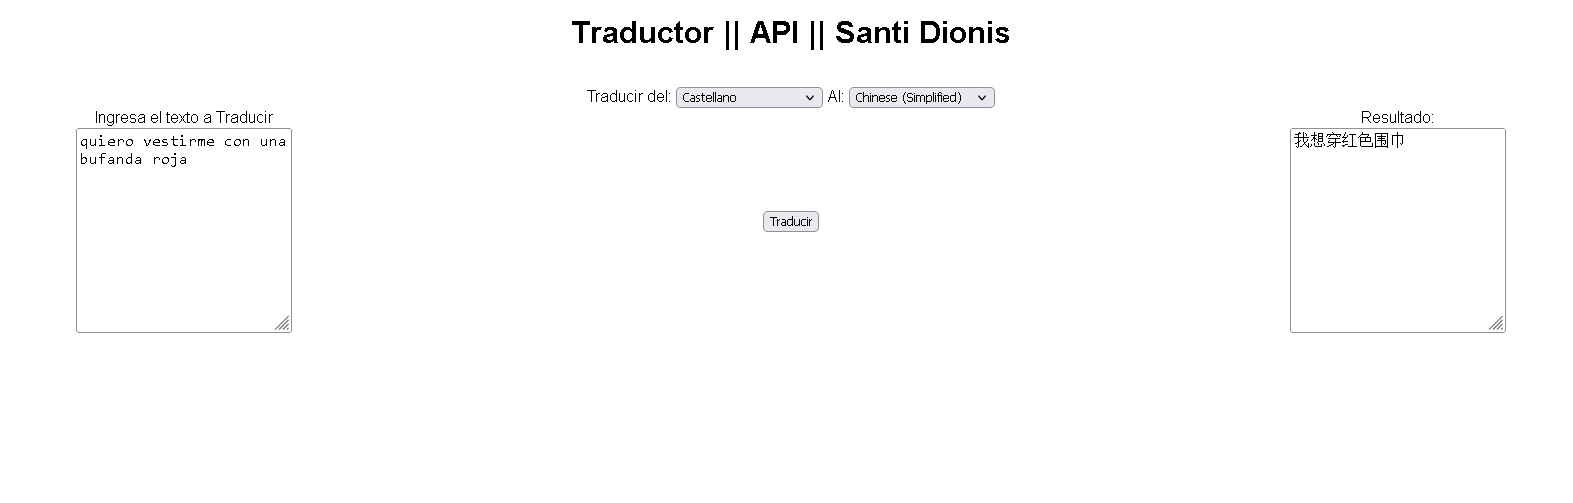 Traductor || API || Santi Dionis
Traducir del: Castellano Al: Chinese (Simplified)
Ingresa el texto a Traducir
quiero vestirme con una
bufanda roja
Traducir
Resultado:
我想穿红色围巾